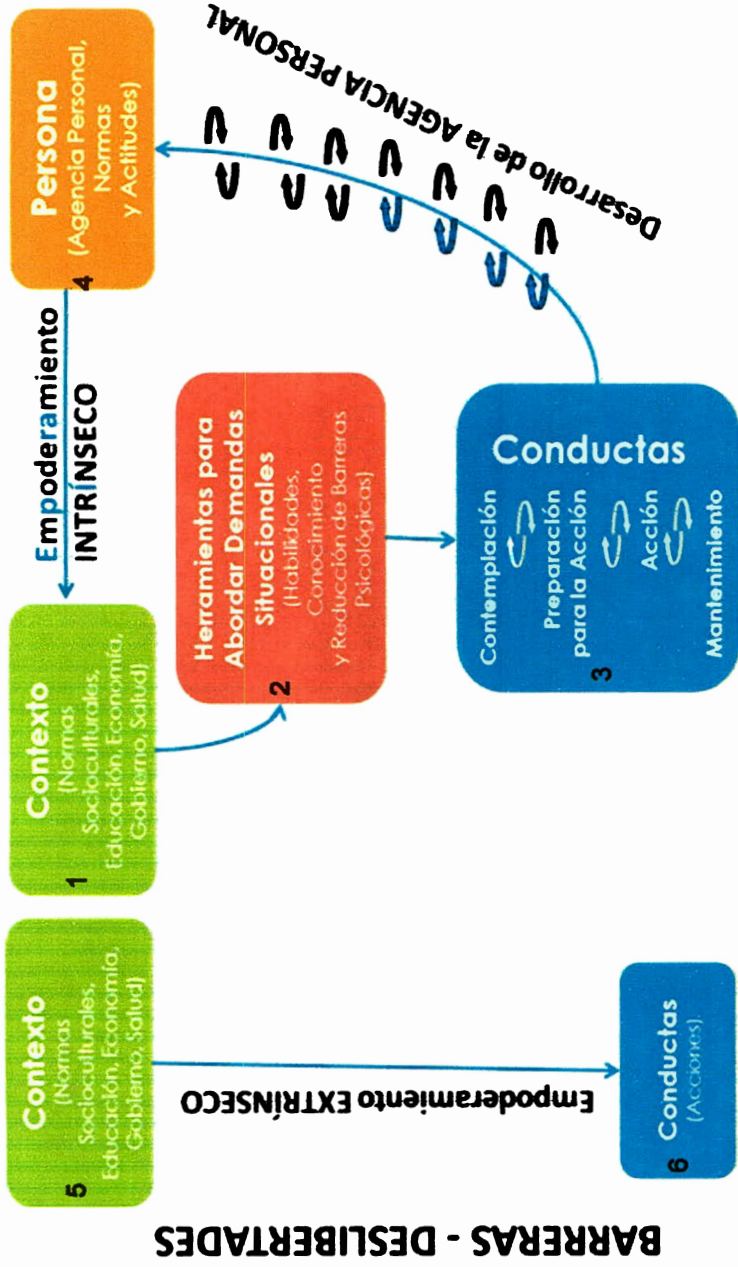 BARRERAS - DESLIBERTADES
5
Contexto
(Normas
Socioculturales,
Educación, Economía,
Gobierno, Salud)
Empoderamiento EXTRÍNSECO
6
Conductas
(Acciones).
1
Contexto
(Normas
Socioculturales,
Educación, Economía,
Gobierno, Salud)
2
Herramientas para
Abordar Demandas
Situacionales
(Habilidades,
Conocimiento
y Reducción de Barreras
Psicológicas)
3
Conductas
Contemplación
Preparación
para la Acción
Acción
Mantenimiento
Desarrollo de la AGENCIA PERSONAL
4
Persona
(Agencia Personal,
Normas
y Actitudes)
Empoderamiento
INTRÍNSECO